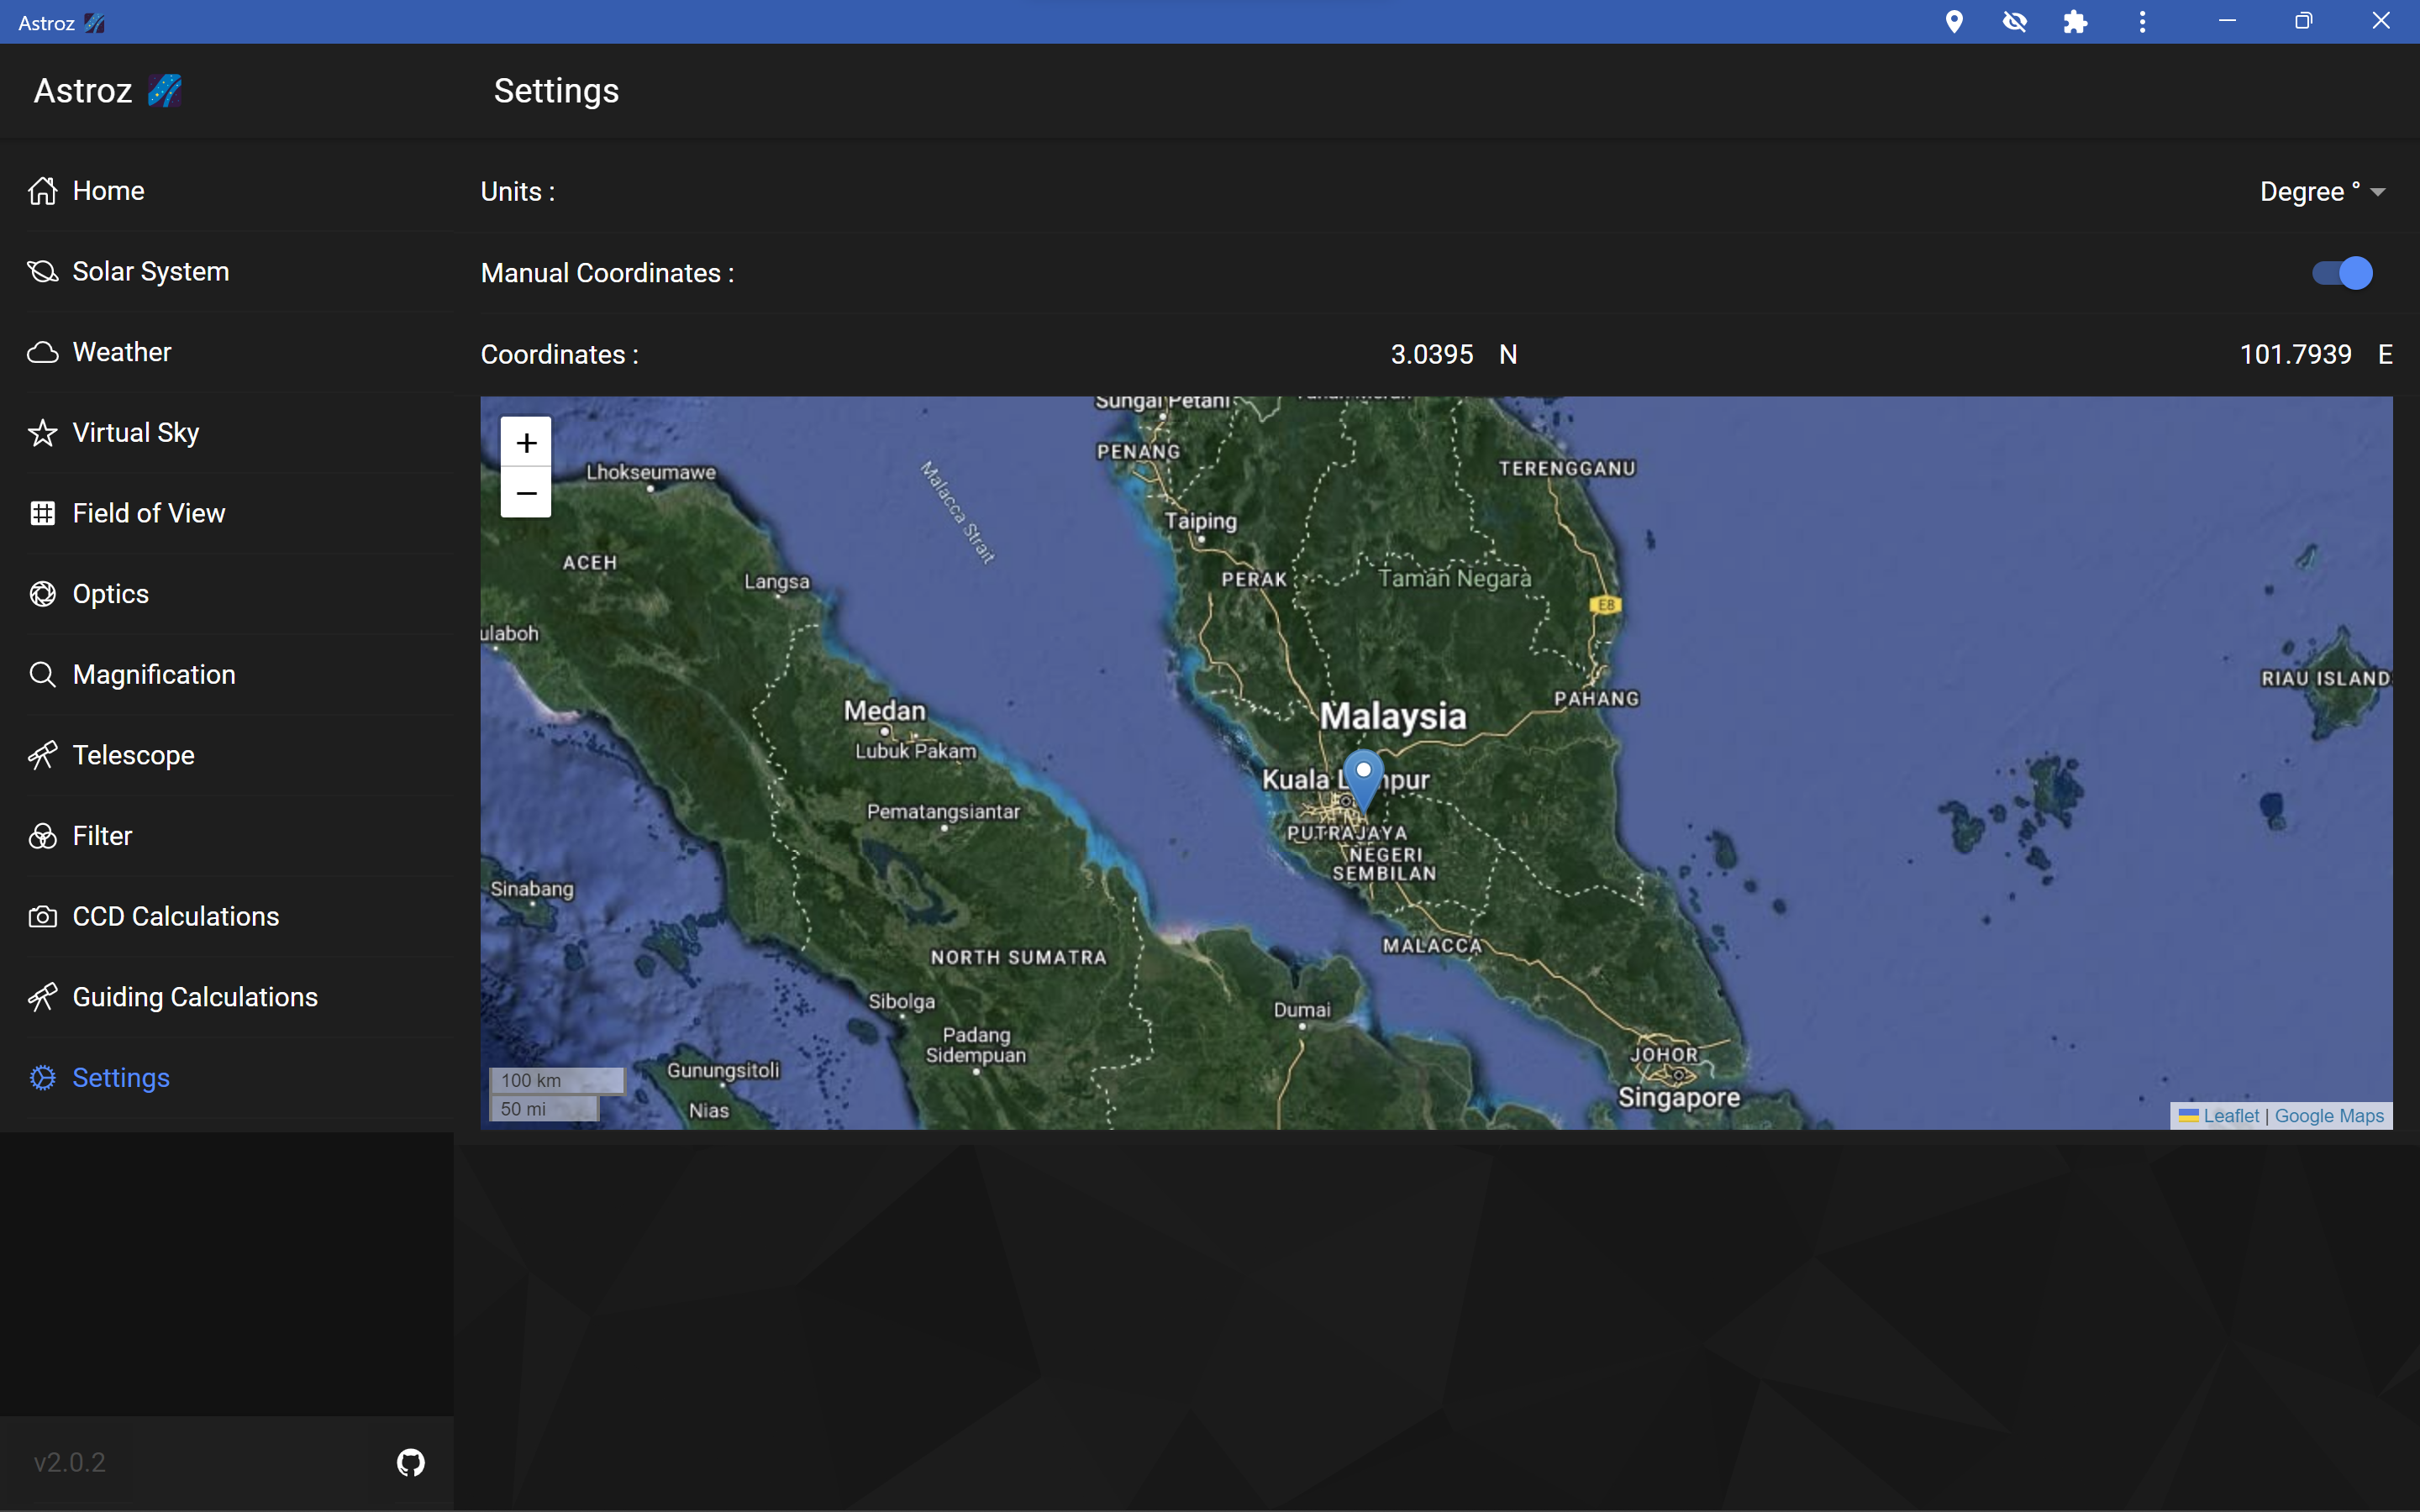 Astroz
Astroz
Settings
Home
Solar System
Weather
Virtual Sky
Field of View
Optics
Magnification
Telescope
Filter
CCD Calculations
Guiding Calculations
Settings
v2.0.2
Units :
Degree °
Manual Coordinates :
Coordinates :
3.0395 N
101.7939 E
+
−
Sungai Petani
PENANG
TERENGGANU
Lhokseumawe
Malacca Strait
Taiping
ACEH
Langsa
PERAK
Taman Negara
E8
ulaboh
RIAU ISLAND
PAHANG
Medan
Malaysia
Lubuk Pakam
Kuala L
pur
Pematangsiantar
PUTRAJAYA
NEGERI
SEMBILAN
Sinabang
MALACCA
NORTH SUMATRA
Sibolga
Dumai
Padang
Sidempuan
JOHOR
Gunungsitoli
100 km
Singapore
50 mi
Nias
Leaflet | Google Maps